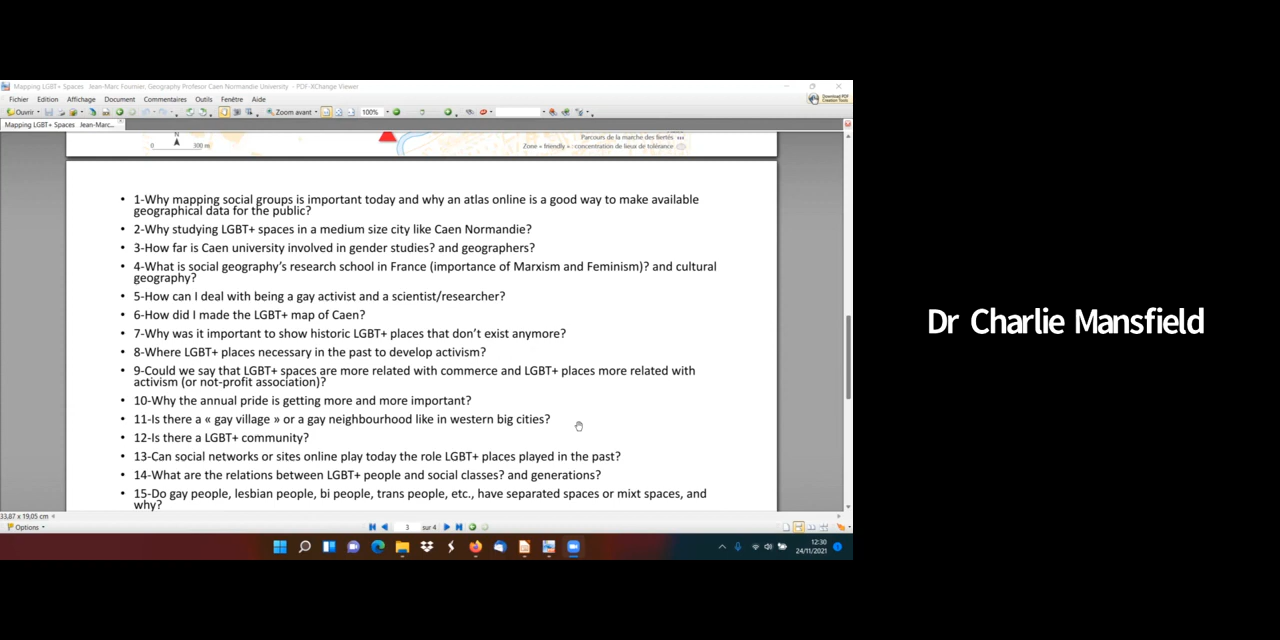 Mapping LGBT+ Spaces Jean-Marc Fournier, Geography Profesor Caen Normandie University - PDF-XChange Viewer
Fichier Edition Affichage Document Commentaires Outils Fenêtre Aide
Download PDF
Creation Tools
Ouvrir Zoom avant 100%
Mapping LGBT+ Spaces Jean-Marc...
N
0 300 m
Parcours de la marche des fiertés
Zone « friendly » : concentration de lieux de tolérance
• 1-Why mapping social groups is important today and why an atlas online is a good way to make available
geographical data for the public?
• 2-Why studying LGBT+ spaces in a medium size city like Caen Normandie?
• 3-How far is Caen university involved in gender studies? and geographers?
• 4-What is social geography's research school in France (importance of Marxism and Feminism)? and cultural
geography?
• 5-How can I deal with being a gay activist and a scientist/researcher?
• 6-How did I made the LGBT+ map of Caen?
• 7-Why was it important to show historic LGBT+ places that don't exist anymore?
• 8-Where LGBT+ places necessary in the past to develop activism?
• 9-Could we say that LGBT+ spaces are more related with commerce and LGBT+ places more related with
activism (or not-profit association)?
• 10-Why the annual pride is getting more and more important?
• 11-Is there a « gay village » or a gay neighbourhood like in western big cities?
• 12-Is there a LGBT+ community?
• 13-Can social networks or sites online play today the role LGBT+ places played in the past?
• 14-What are the relations between LGBT+ people and social classes? and generations?
• 15-Do gay people, lesbian people, bi people, trans people, etc., have separated spaces or mixt spaces, and
why?
33,87 x 19,05 cm
Options 3 sur 4
12:30
24/11/2021
Dr Charlie Mansfield